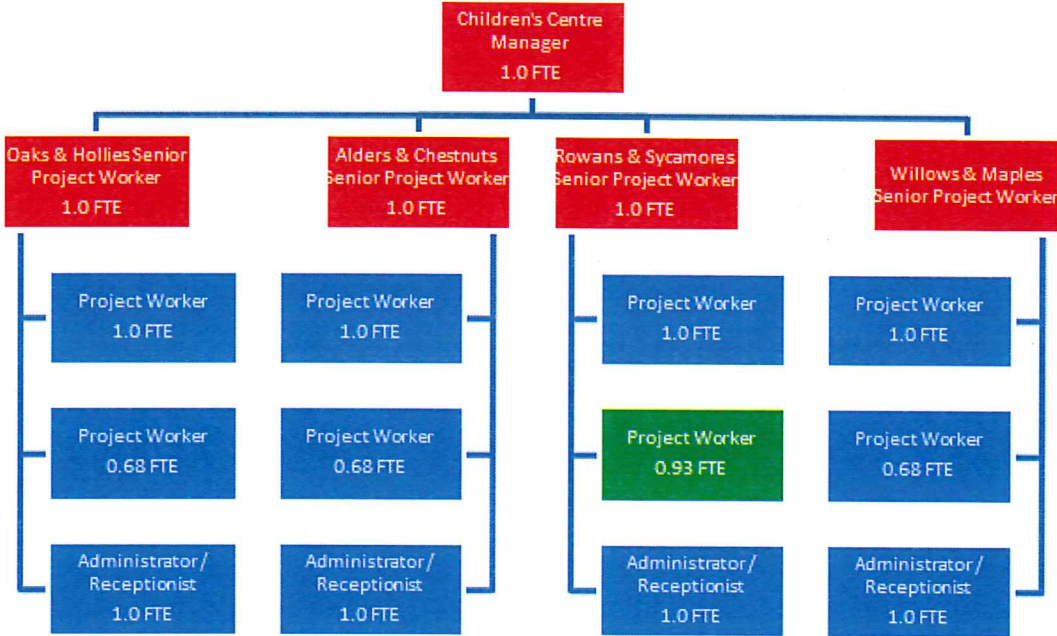 Children's Centre
Manager
1.0 FTE
Oaks & Hollies Senior
Project Worker
1.0 FTE
Alders & Chestnuts
Senior Project Worker
1.0 FTE
Rowans & Sycamores
Senior Project Worker
1.0 FTE
Willows & Maples
Senior Project Worker
Project Worker
1.0 FTE
Project Worker
1.0 FTE
Project Worker
1.0 FTE
Project Worker
1.0 FTE
Project Worker
0.68 FTE
Project Worker
0.68 FTE
Project Worker
0.93 FTE
Project Worker
0.68 FTE
Administrator/
Receptionist
1.0 FTE
Administrator/
Receptionist
1.0 FTE
Administrator/
Receptionist
1.0 FTE
Administrator/
Receptionist
1.0 FTE